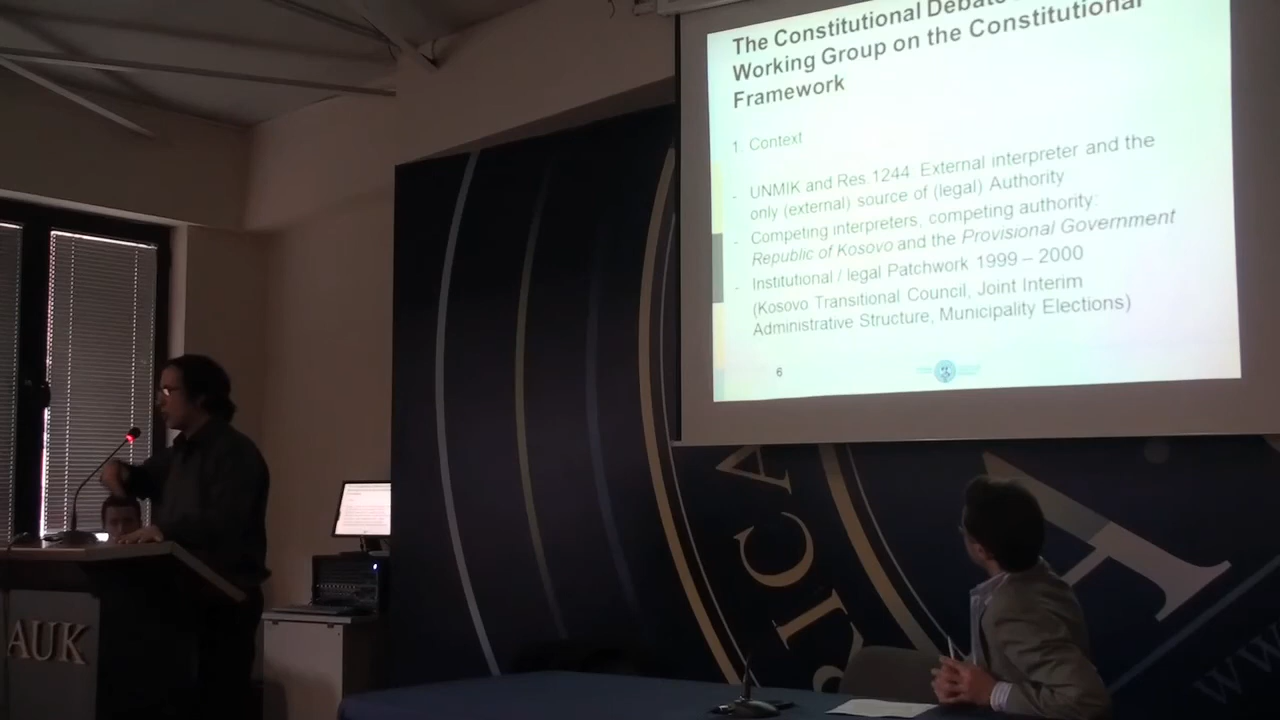 The Constitutional Debate
Working Group on the Constitutional
Framework
1. Context
- UNMIK and Res.1244. External interpreter and the
only (external) source of (legal) Authority
- Competing interpreters, competing authority:
Republic of Kosovo and the Provisional Government
- Institutional / legal Patchwork 1999 – 2000
(Kosovo Transitional Council, Joint Interim
Administrative Structure, Municipality Elections)
6
AUK
RICA
A
WW